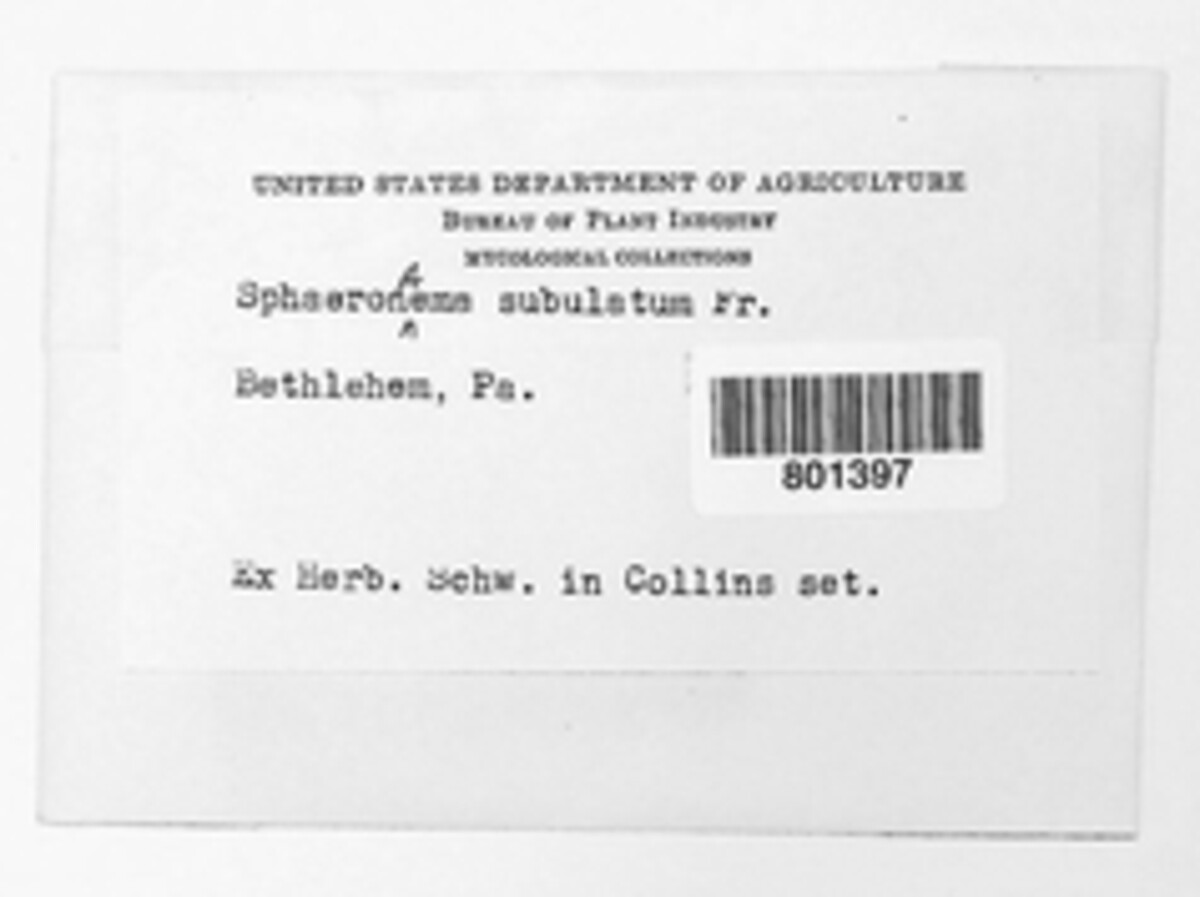 UNITED STATES DEPARTMENT OF AGRICULTURE
BUREAU OF PLANT INDUSTRY
MYCOLOGICAL COLLECTIONS
subulatum Fr.
Bethlehem, Pa.
801397
Ex Herb. Schw. in Collins set.